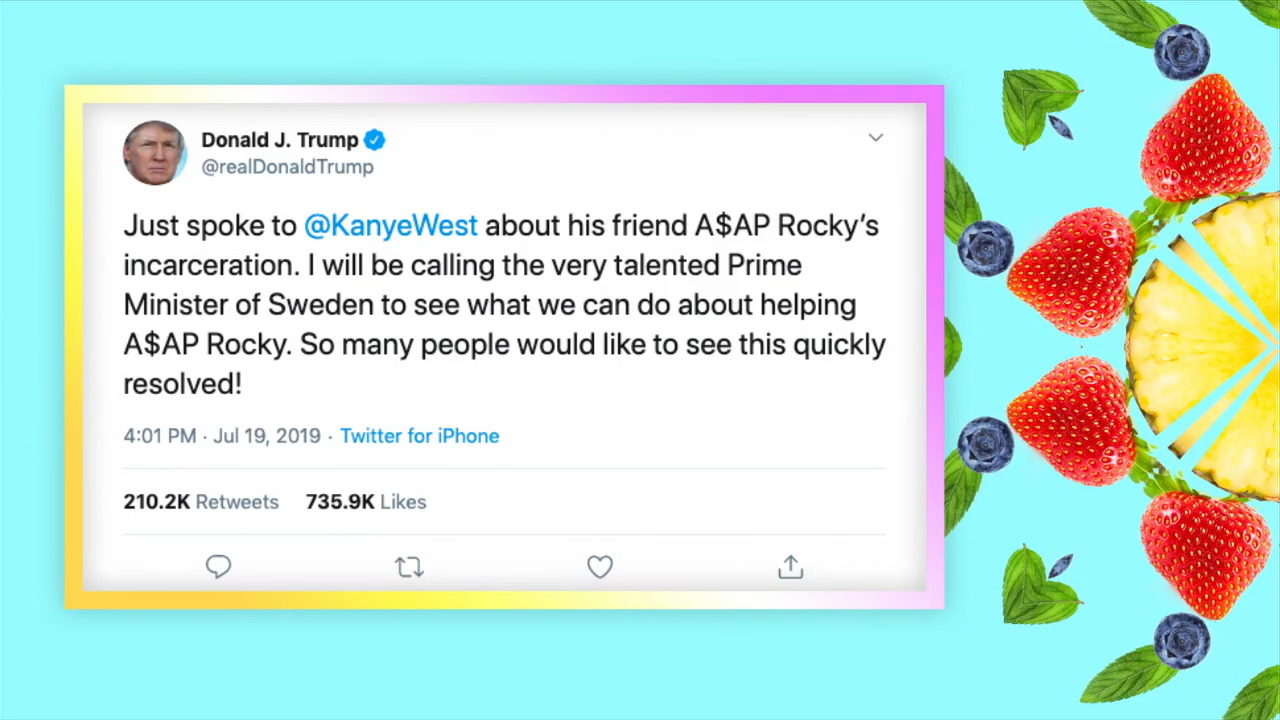 Donald J. Trump
@realDonaldTrump
Just spoke to @KanyeWest about his friend A$AP Rocky’s
incarceration. I will be calling the very talented Prime
Minister of Sweden to see what we can do about helping
A$AP Rocky. So many people would like to see this quickly
resolved!
4:01 PM · Jul 19, 2019 · Twitter for iPhone
210.2K Retweets 735.9K Likes